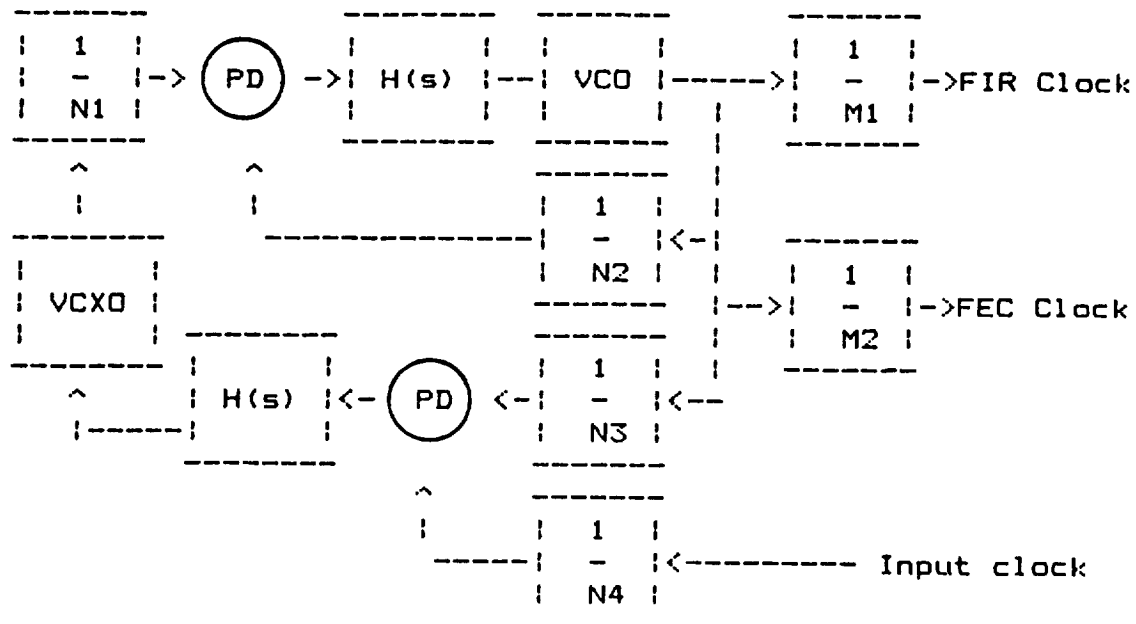 1 1
- PD H(s) VCO - FIR Clock
N1 M1
1
-
N2
1
VCXO - FEC Clock
M2
1
H(s) PD -
N3
1
- Input clock
N4